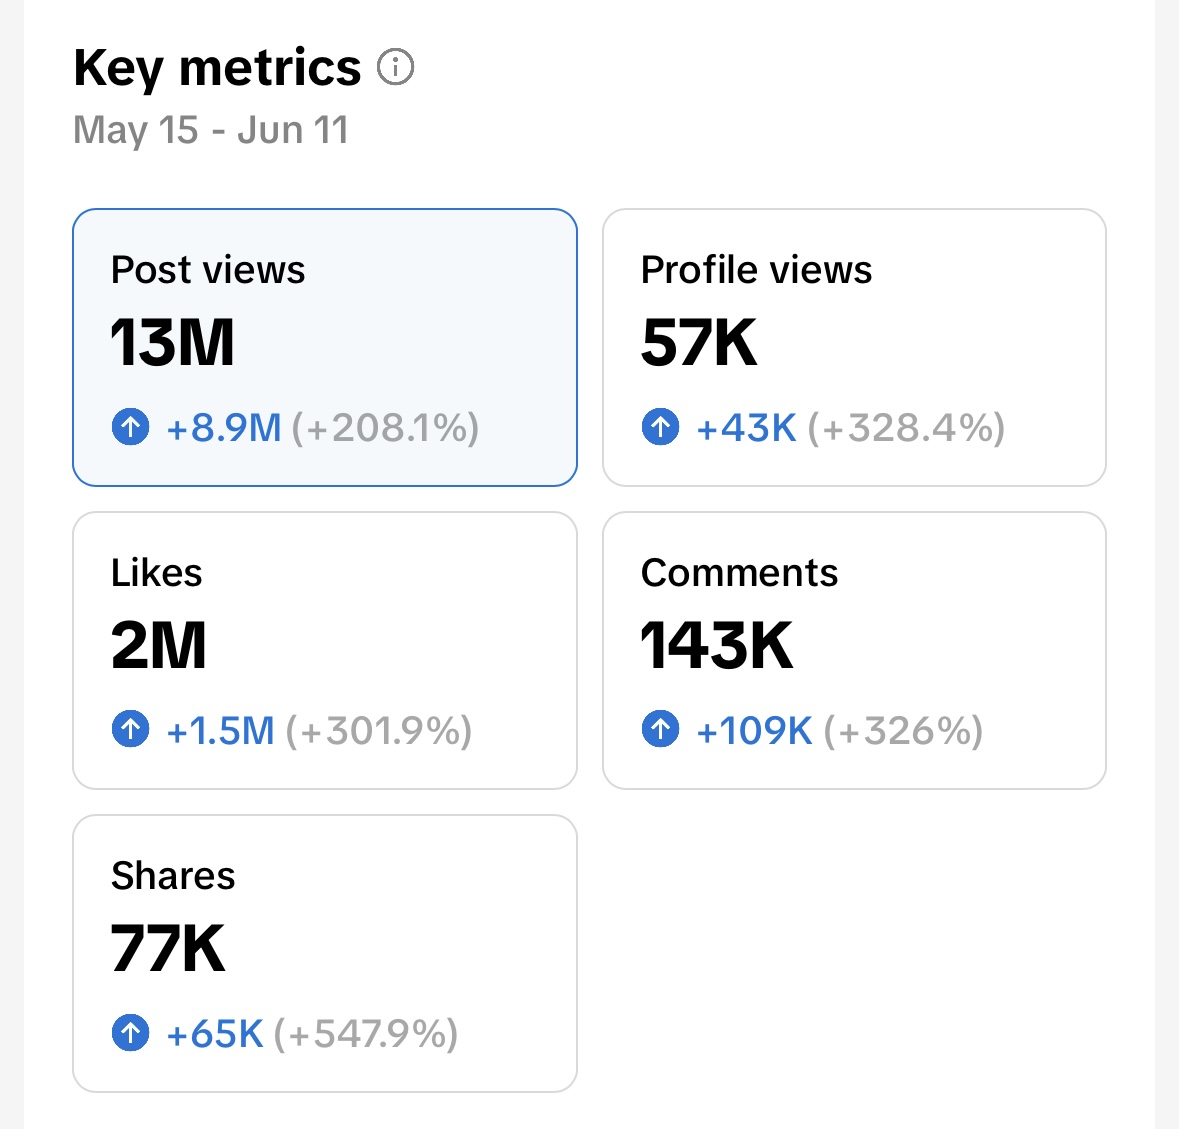 Key metrics
May 15 - Jun 11
Post views
13M
+8.9M (+208.1%)
Profile views
57K
+43K (+328.4%)
Likes
2M
+1.5M (+301.9%)
Comments
143K
+109K (+326%)
Shares
77K
+65K (+547.9%)